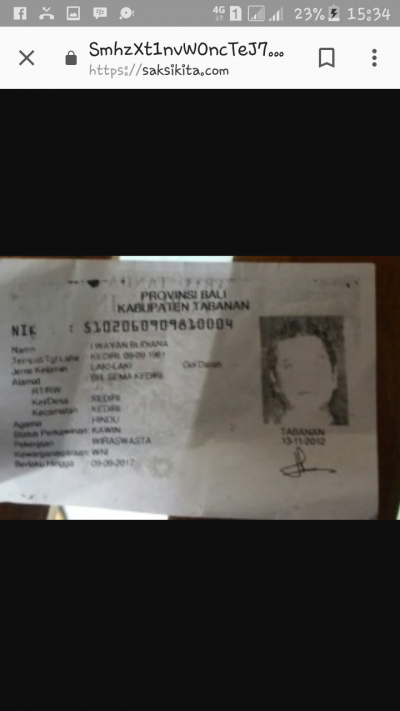 4G 1 23% 15:34
SmhzXt1nvWOncTeJ7...
https://saksikita.com
PROVINSI BALI
KABUPATEN TABANAN
NIK : 5102060909810004
Nama : I WAYAN BUDIANA
Tempat/Tgl Lahir : KEDIRI, 09-09-1981
Jenis Kelamin : LAKI-LAKI Gol Darah
Alamat : BR. SEMA KEDIRI
RT/RW
Kel/Desa : KEDIRI
Kecamatan : KEDIRI
Agama : HINDU
Status Perkawinan : KAWIN
Pekerjaan : WIRASWASTA
Kewarganegaraan : WNI
Berlaku Hingga : 09-09-2017
TABANAN
13-11-2012